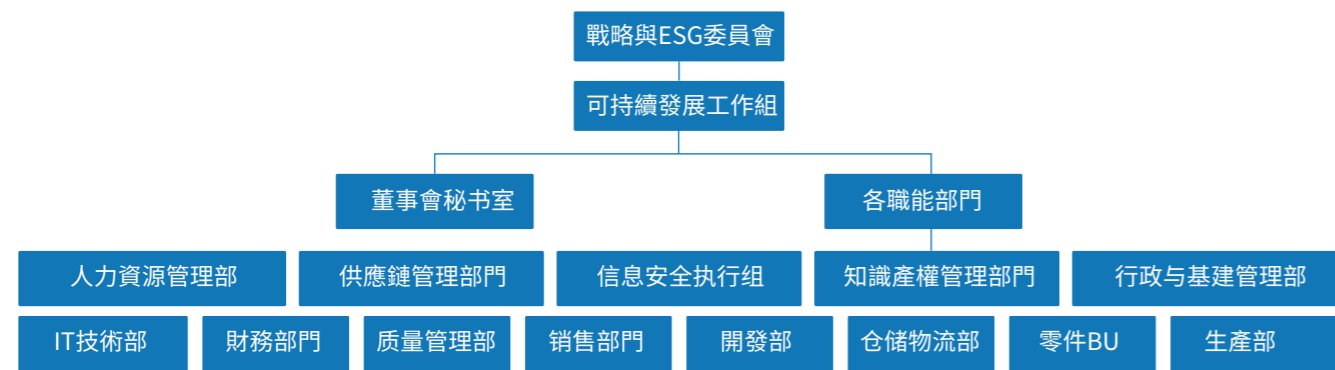 戰略與ESG委員會
可持續發展工作組
董事會秘书室
各職能部門
人力資源管理部
供應鏈管理部門
信息安全执行组
知識產權管理部門
行政与基建管理部
IT技術部
財務部門
质量管理部
销售部門
開發部
仓储物流部
零件BU
生產部